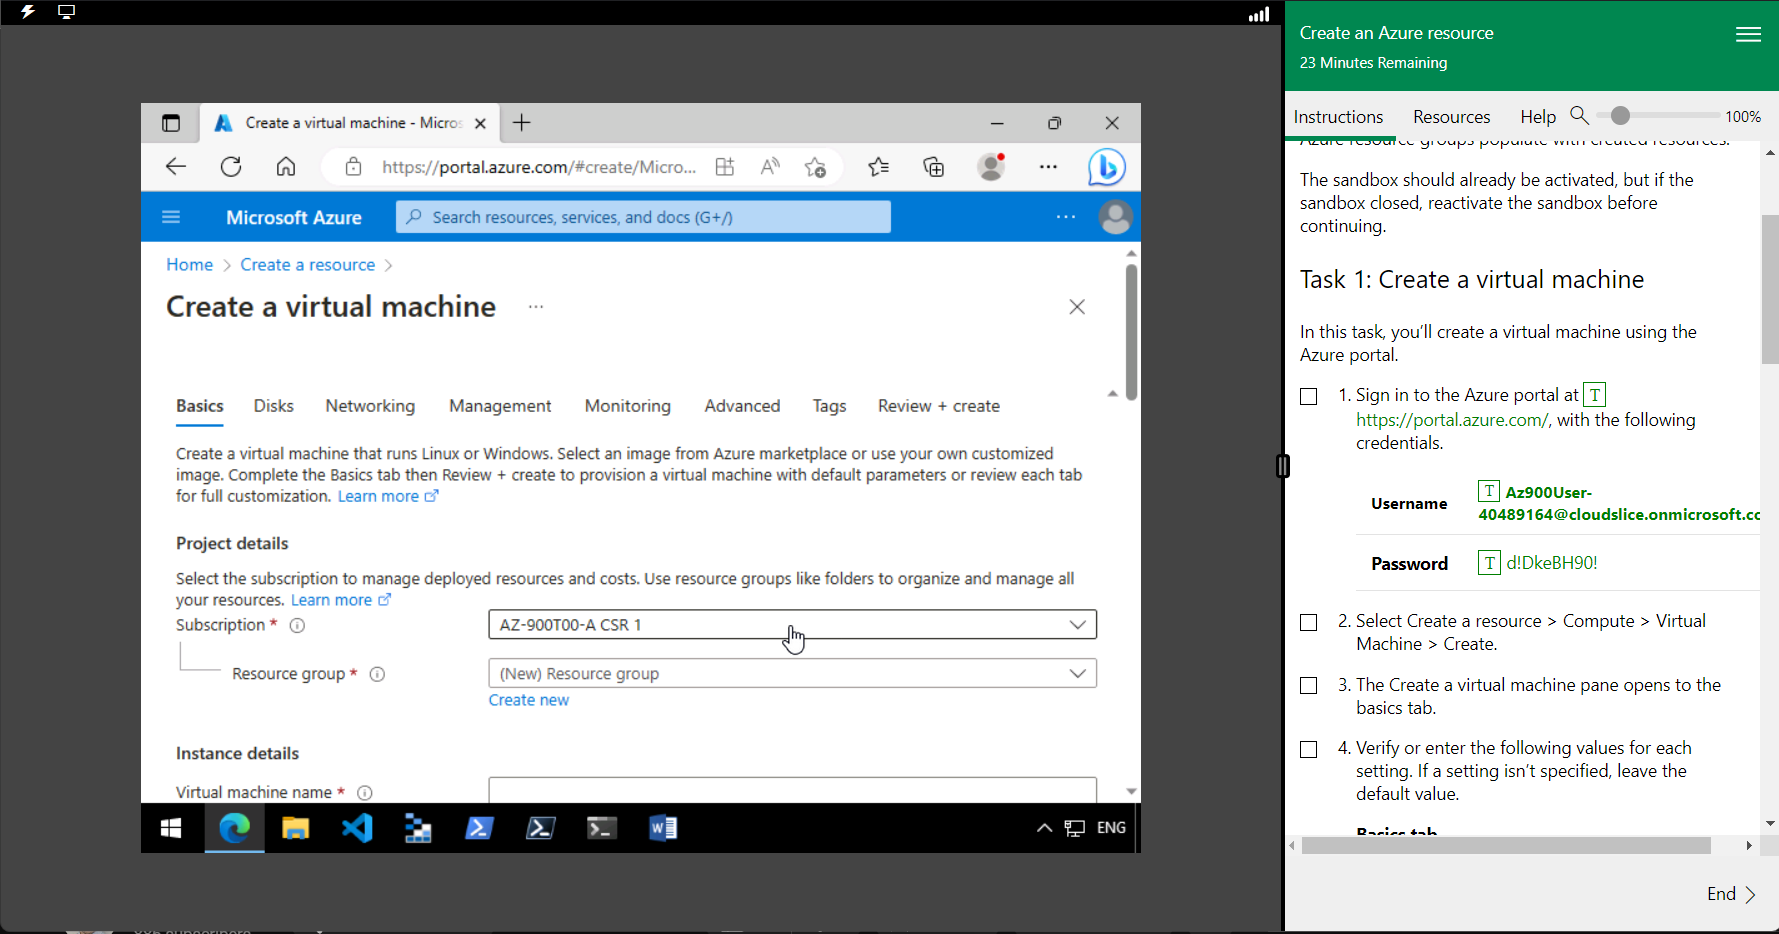 Create a virtual machine - Micros
https://portal.azure.com/#create/Micro...
Microsoft Azure
Search resources, services, and docs (G+/)
Home > Create a resource >
Create a virtual machine ...
Basics Disks Networking Management Monitoring Advanced Tags Review + create
Create a virtual machine that runs Linux or Windows. Select an image from Azure marketplace or use your own customized
image. Complete the Basics tab then Review + create to provision a virtual machine with default parameters or review each tab
for full customization. Learn more
Project details
Select the subscription to manage deployed resources and costs. Use resource groups like folders to organize and manage all
your resources. Learn more
Subscription *
AZ-900T00-A CSR 1
Resource group *
(New) Resource group
Create new
Instance details
Virtual machine name *
ENG
Create an Azure resource
23 Minutes Remaining
Instructions Resources Help 100%
Azure resource groups populate with created resources.
The sandbox should already be activated, but if the
sandbox closed, reactivate the sandbox before
continuing.
Task 1: Create a virtual machine
In this task, you’ll create a virtual machine using the
Azure portal.
1. Sign in to the Azure portal at T
https://portal.azure.com/, with the following
credentials.
Username
T Az900User-
40489164@cloudslice.onmicrosoft.co
Password T d!DkeBH90!
2. Select Create a resource > Compute > Virtual
Machine > Create.
3. The Create a virtual machine pane opens to the
basics tab.
4. Verify or enter the following values for each
setting. If a setting isn’t specified, leave the
default value.
Basics tab
End >